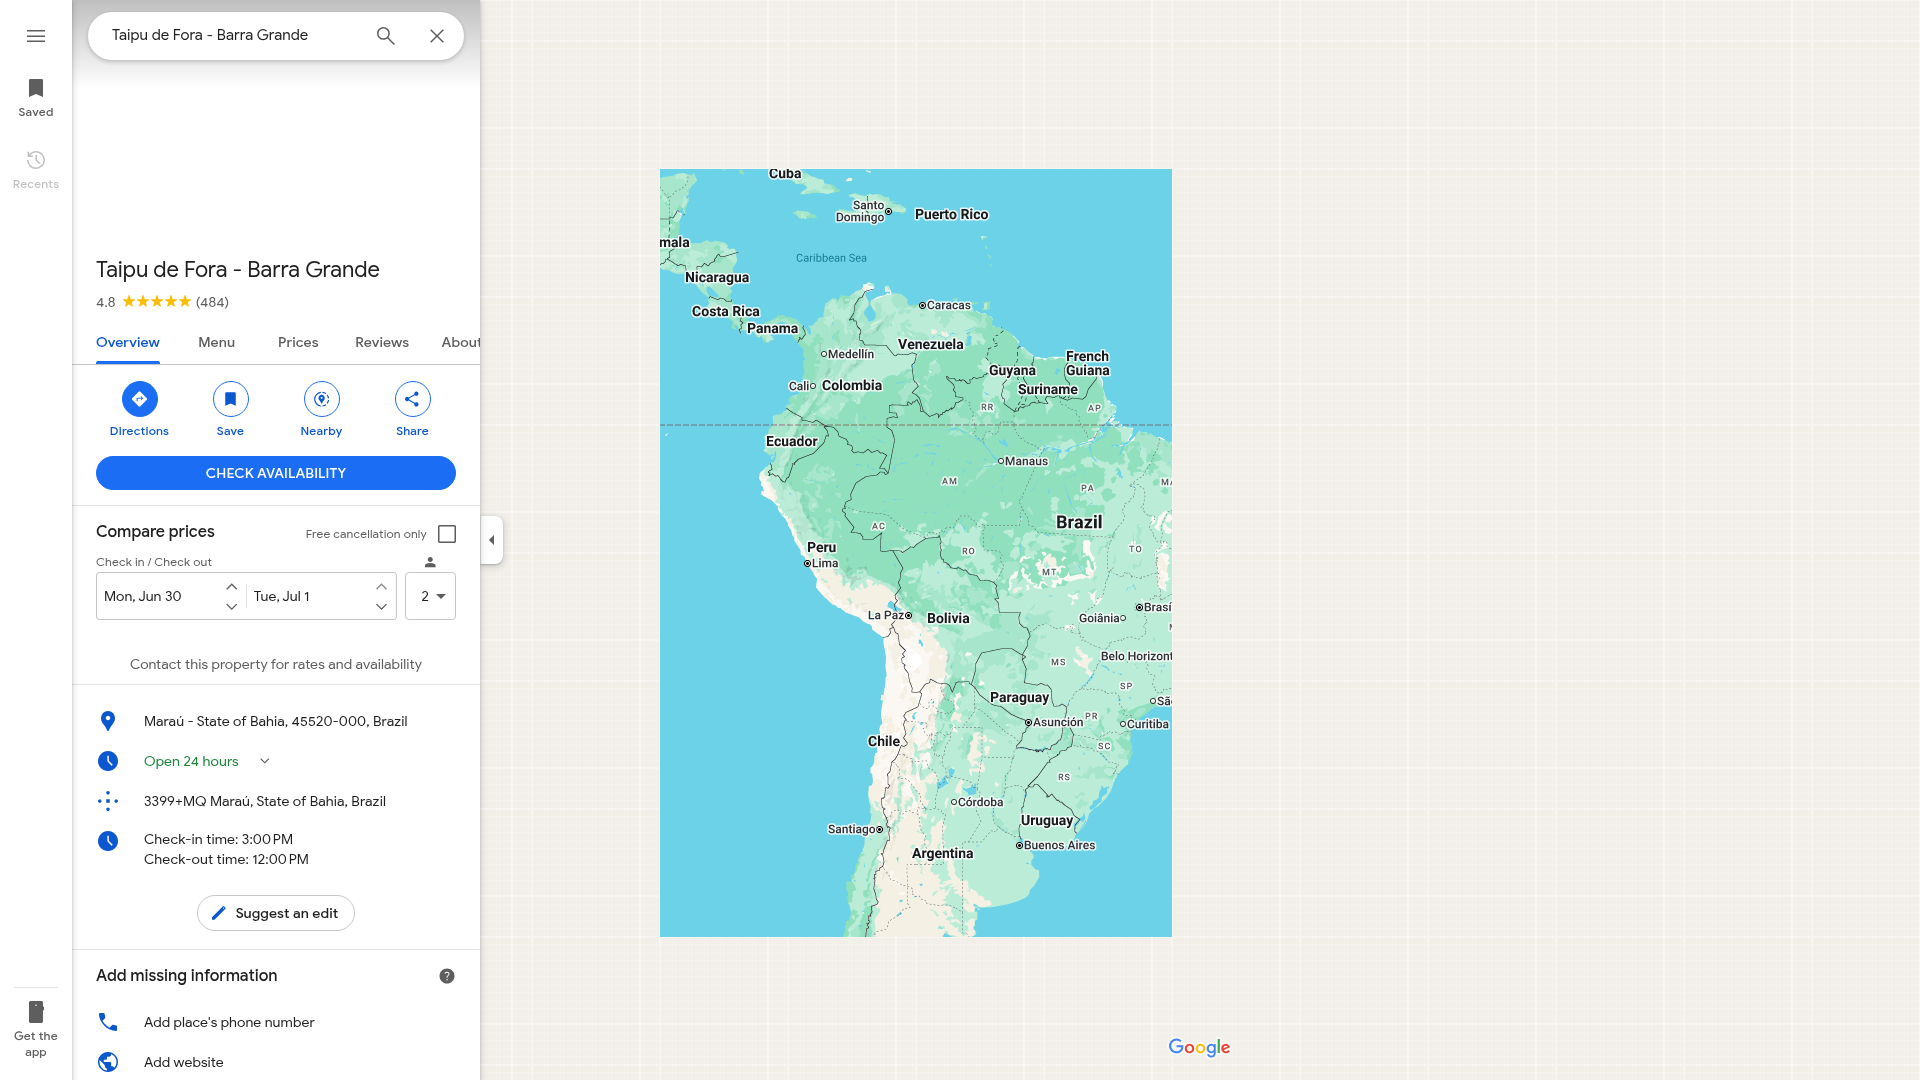 Taipu de Fora - Barra Grande
Saved
Recents
Get the
app
Taipu de Fora - Barra Grande
4.8 (484)
Overview Menu Prices Reviews About
Directions Save Nearby Share
CHECK AVAILABILITY
Compare prices
Free cancellation only
Check in / Check out
Mon, Jun 30
Tue, Jul 1
2
Contact this property for rates and availability
Maraú - State of Bahia, 45520-000, Brazil
Open 24 hours
3399+MQ Maraú, State of Bahia, Brazil
Check-in time: 3:00 PM
Check-out time: 12:00 PM
Suggest an edit
Add missing information
Add place's phone number
Add website
Cuba
Santo
Domingo
Puerto Rico
mala
Caribbean Sea
Nicaragua
Costa Rica
Caracas
Panama
Venezuela
Medellín
French
Guiana
Guyana
Cali
Colombia
Suriname
RR
AP
Ecuador
Manaus
AM
PA
MA
Brazil
AC
Peru
RO
TO
Lima
MT
Brasí
La Paz
Bolivia
Goiânia
Belo Horizont
MS
SP
Paraguay
São
PR
Asunción
Curitiba
Chile
SC
RS
Córdoba
Uruguay
Santiago
Buenos Aires
Argentina
Google